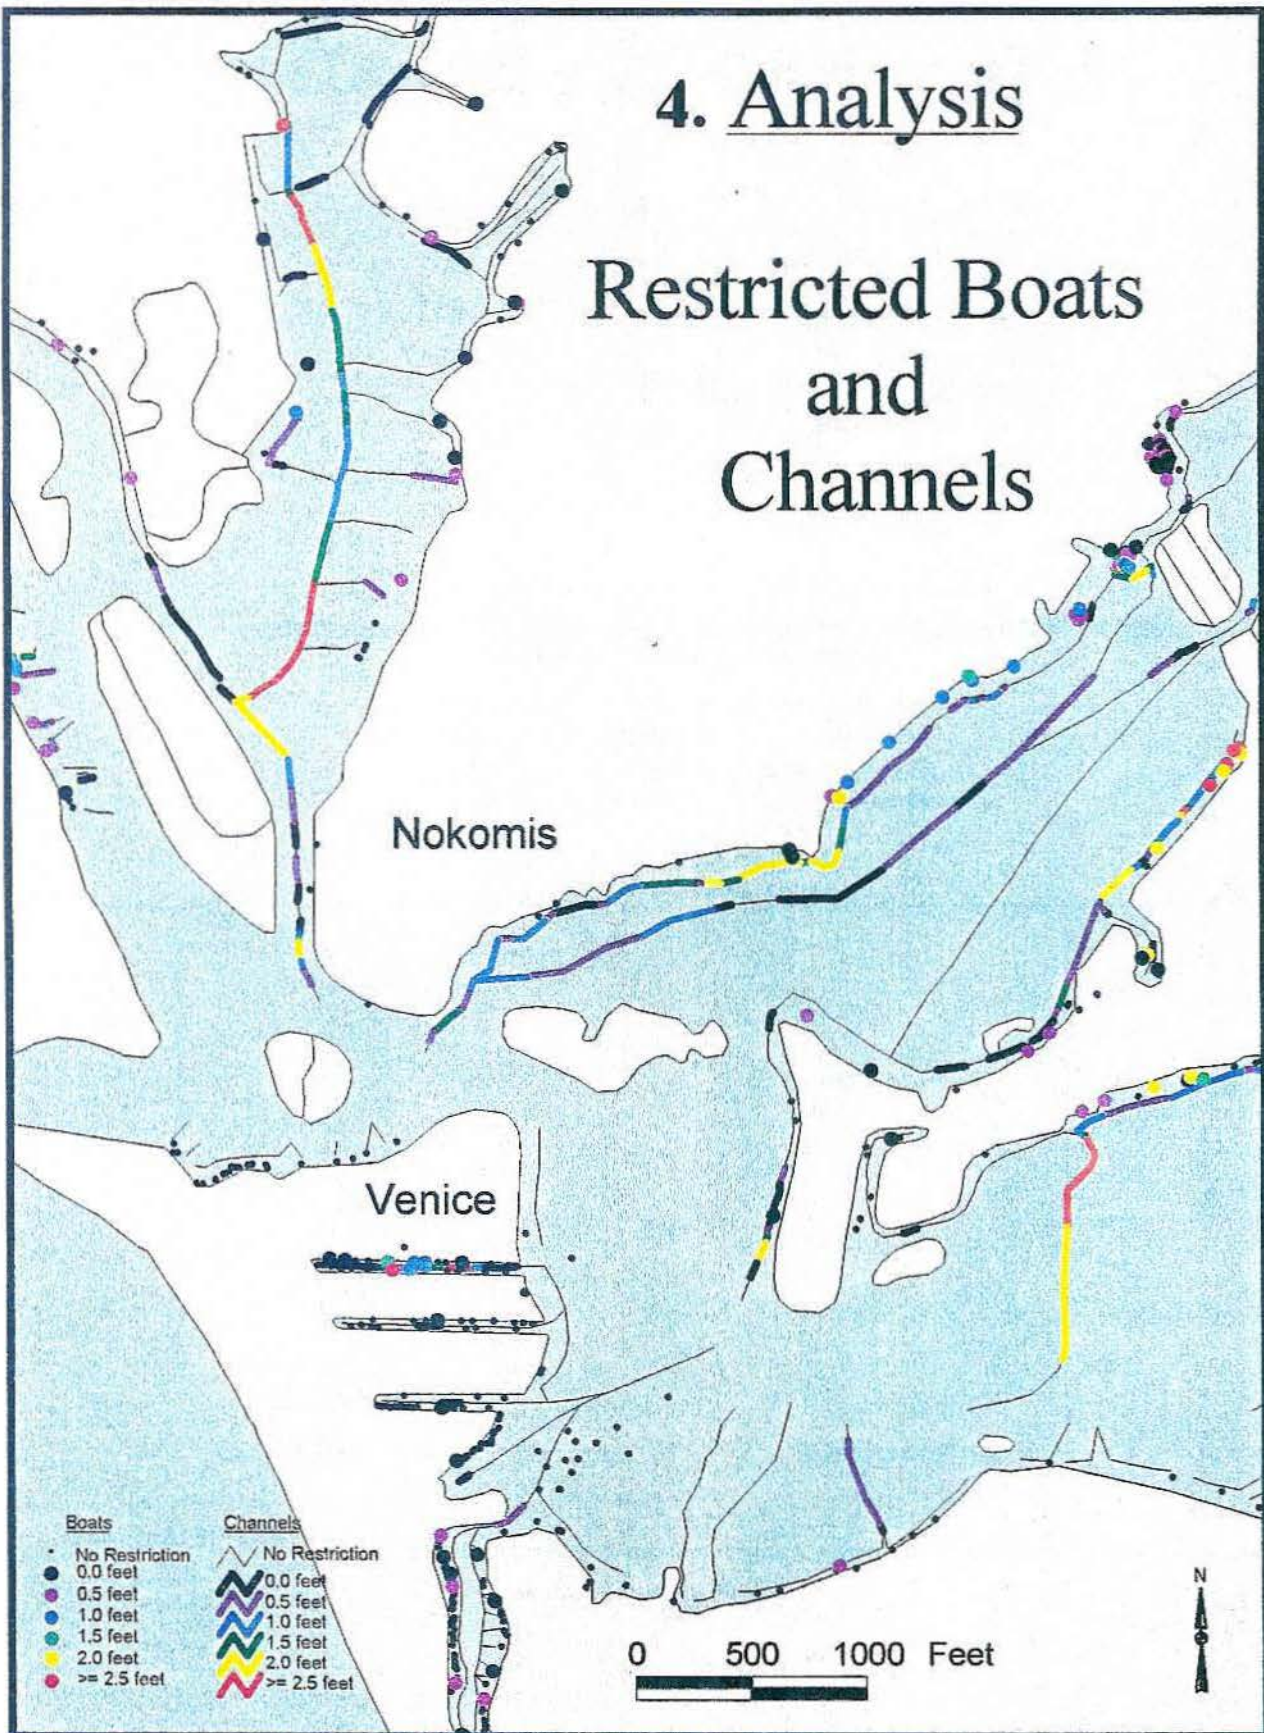 4. Analysis
Restricted Boats
and
Channels
Nokomis
Venice
Boats
No Restriction
0.0 feet
0.5 feet
1.0 feet
1.5 feet
2.0 feet
>= 2.5 feet
Channels
No Restriction
0.0 feet
0.5 feet
1.0 feet
1.5 feet
2.0 feet
>= 2.5 feet
0 500 1000 Feet
N